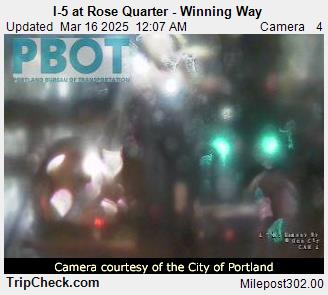 I-5 at Rose Quarter - Winning Way
Updated Mar 16 2025 12:07 AM Camera 4
PBOT
PORTLAND BUREAU OF TRANSPORTATION
Camera courtesy of the City of Portland
TripCheck.com Milepost302.00